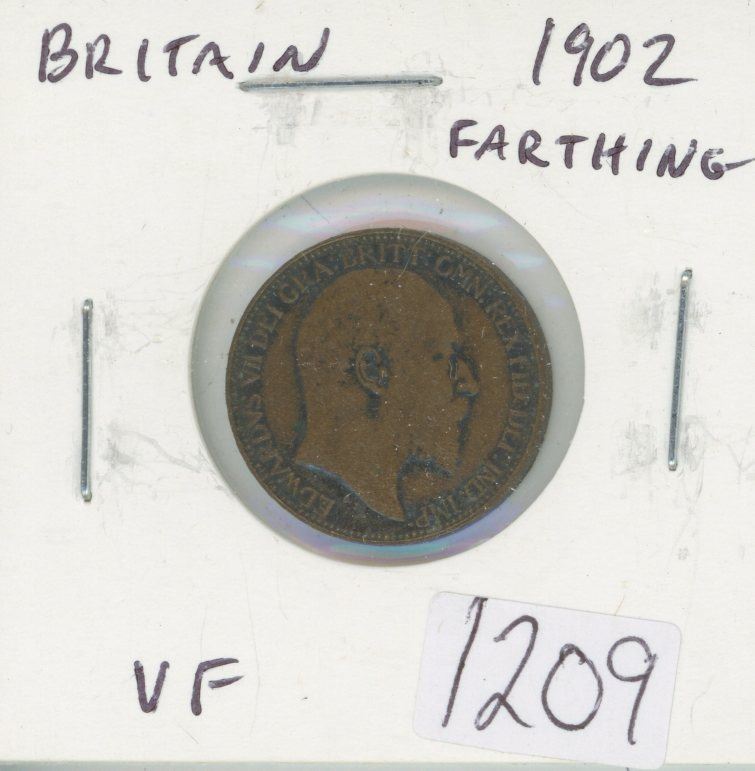 BRITAIN 1902
FARTHING
EDWARDVS VII DEI GRA: BRITT: OMN: REX FID: DEF: IND: IMP:
VF
1209